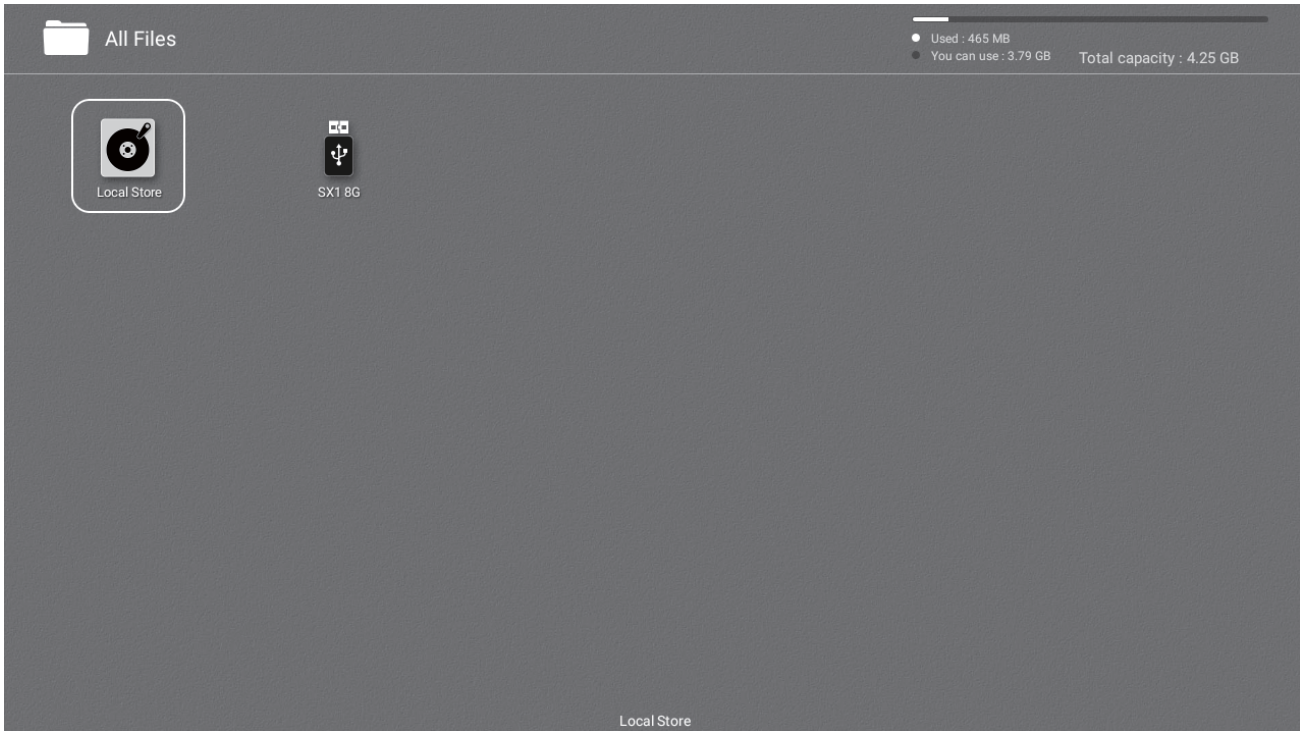 All Files
Used : 465 MB
You can use : 3.79 GB
Total capacity : 4.25 GB
Local Store
SX1 8G
Local Store